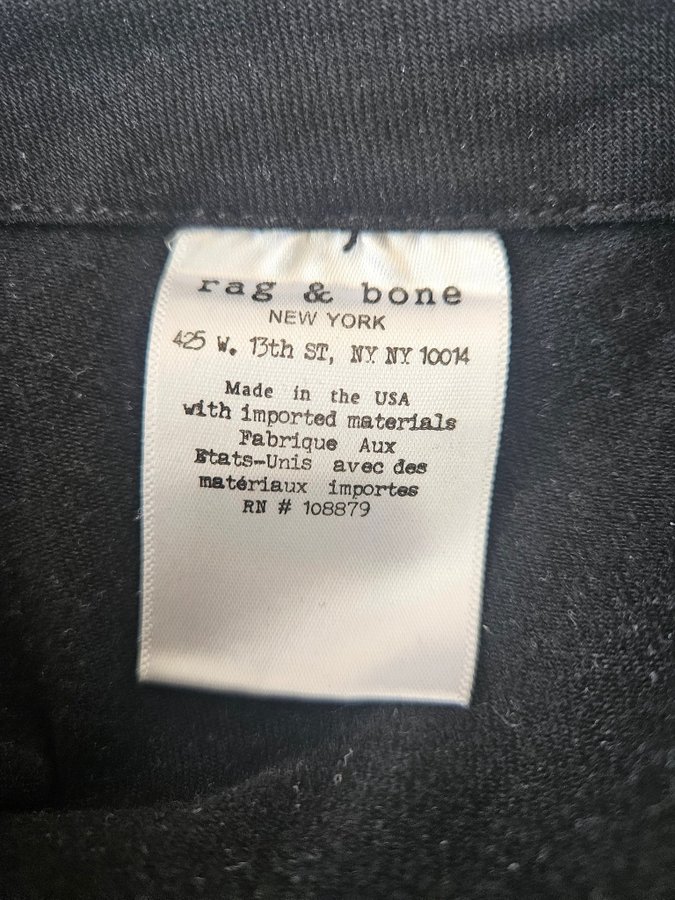 rag & bone
NEW YORK
425 W. 13th ST, NY NY 10014
Made in the USA
with imported materials
Fabrique Aux
Etats-Unis avec des
matériaux importes
RN # 108879